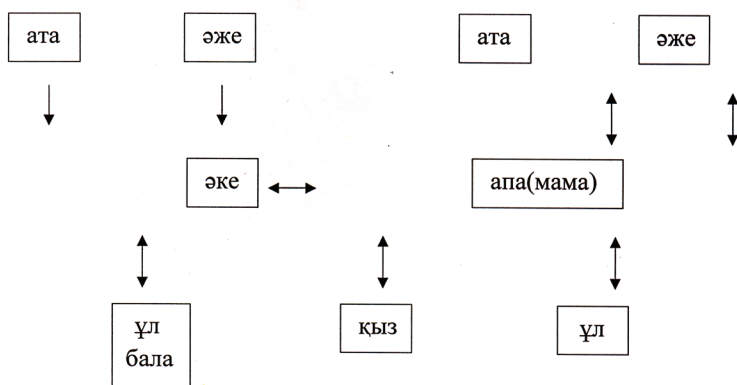 ата әже ата әже
әке апа(мама)
ұл қыз ұл
бала